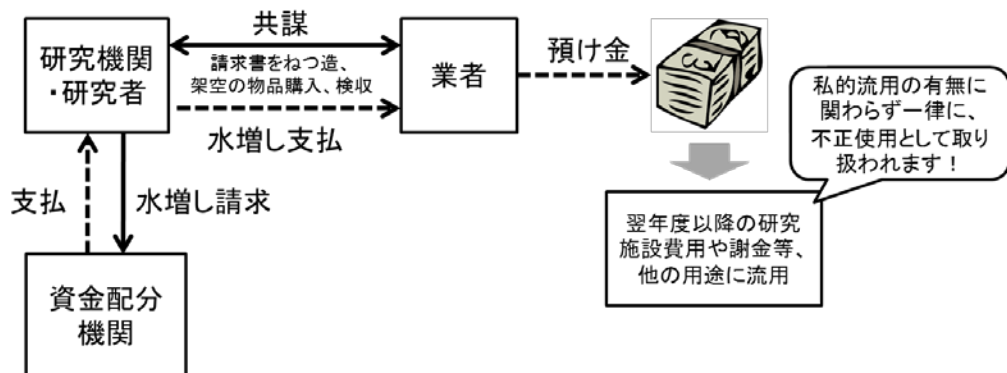 共謀
研究機関
・研究者
請求書をねつ造、
架空の物品購入、検収
水増し支払
業者
預け金
私的流用の有無に
関わらず一律に、
不正使用として取り
扱われます！
支払
水増し請求
翌年度以降の研究
施設費用や謝金等、
他の用途に流用
資金配分
機関